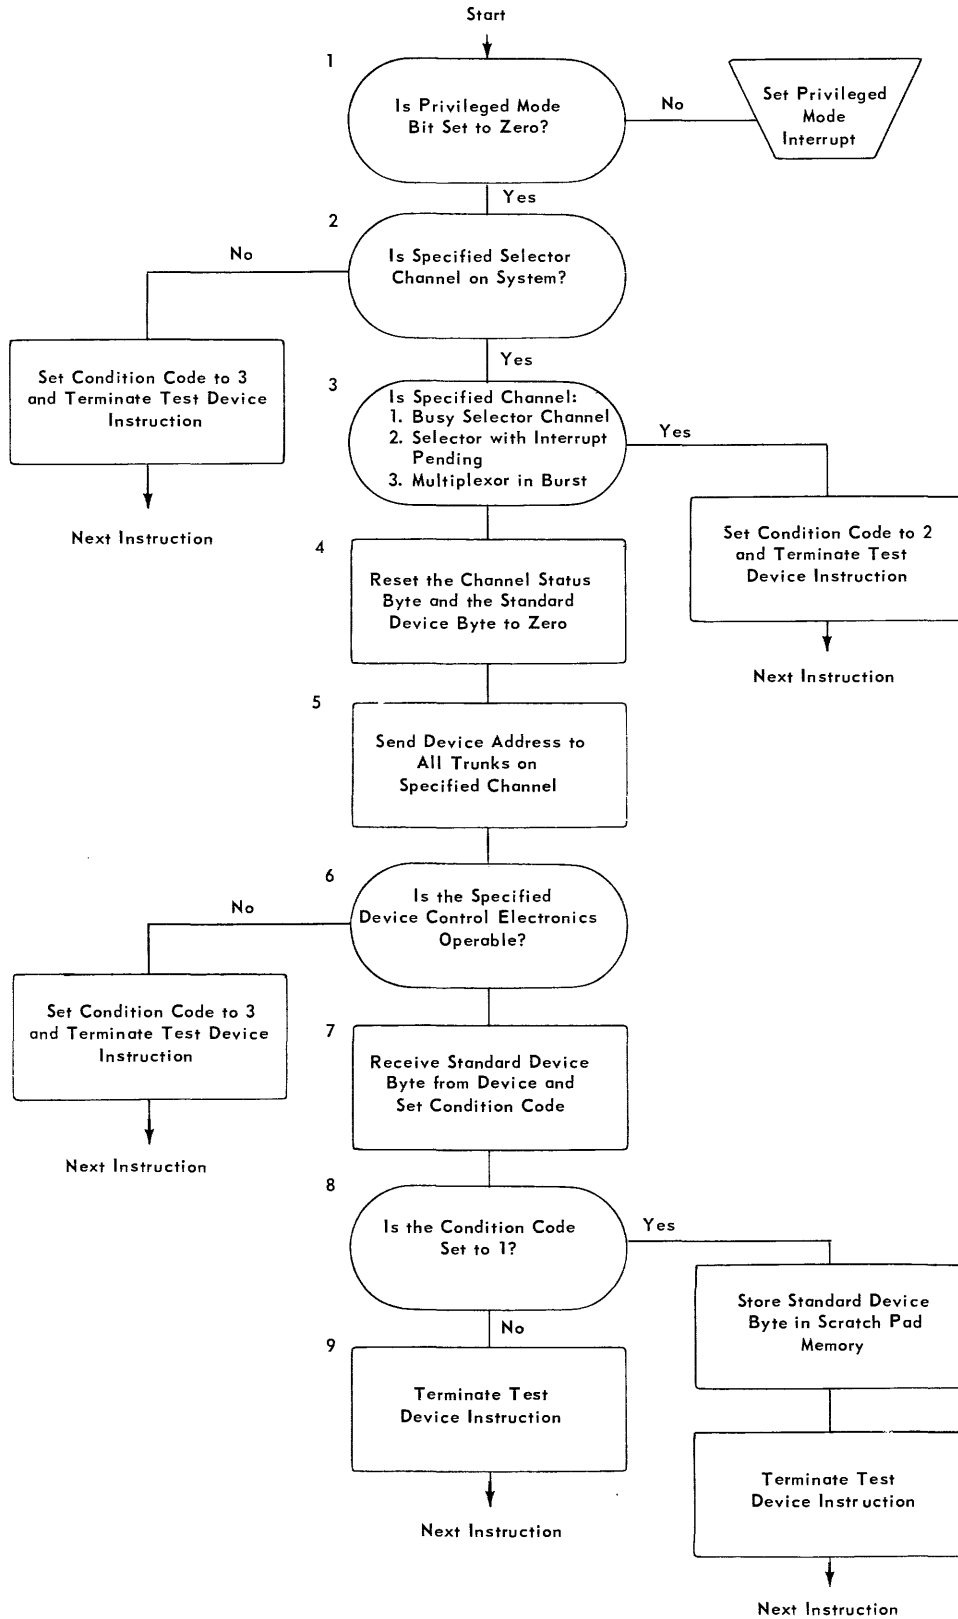 Start
1
Is Privileged Mode
Bit Set to Zero?
No
Set Privileged
Mode
Interrupt
Yes
2
Is Specified Selector
Channel on System?
No
Set Condition Code to 3
and Terminate Test Device
Instruction
Next Instruction
Yes
3
Is Specified Channel:
1. Busy Selector Channel
2. Selector with Interrupt
Pending
3. Multiplexor in Burst
Yes
Set Condition Code to 2
and Terminate Test
Device Instruction
Next Instruction
4
Reset the Channel Status
Byte and the Standard
Device Byte to Zero
5
Send Device Address to
All Trunks on
Specified Channel
6
Is the Specified
Device Control Electronics
Operable?
No
Set Condition Code to 3
and Terminate Test Device
Instruction
Next Instruction
7
Receive Standard Device
Byte from Device and
Set Condition Code
8
Is the Condition Code
Set to 1?
Yes
Store Standard Device
Byte in Scratch Pad
Memory
Terminate Test
Device Instruction
Next Instruction
No
9
Terminate Test
Device Instruction
Next Instruction